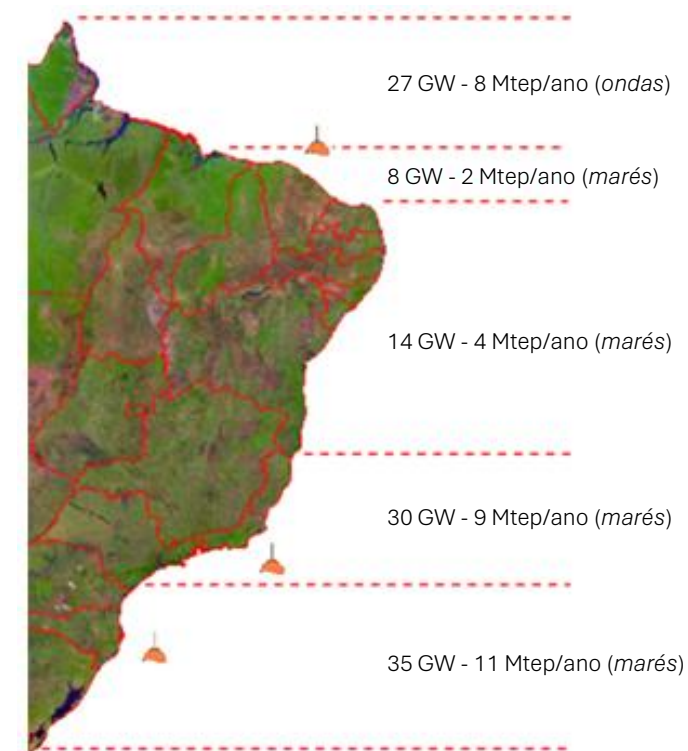 27 GW - 8 Mtep/ano (ondas)
8 GW - 2 Mtep/ano (marés)
14 GW - 4 Mtep/ano (marés)
30 GW - 9 Mtep/ano (marés)
35 GW - 11 Mtep/ano (marés)